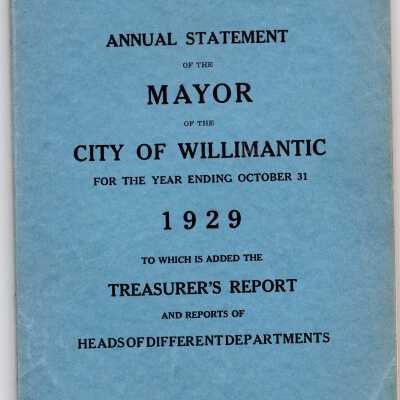 ANNUAL STATEMENT
OF THE
MAYOR
OF THE
CITY OF WILLIMANTIC
FOR THE YEAR ENDING OCTOBER 31
1929
TO WHICH IS ADDED THE
TREASURER'S REPORT
AND REPORTS OF
HEADS OF DIFFERENT DEPARTMENTS